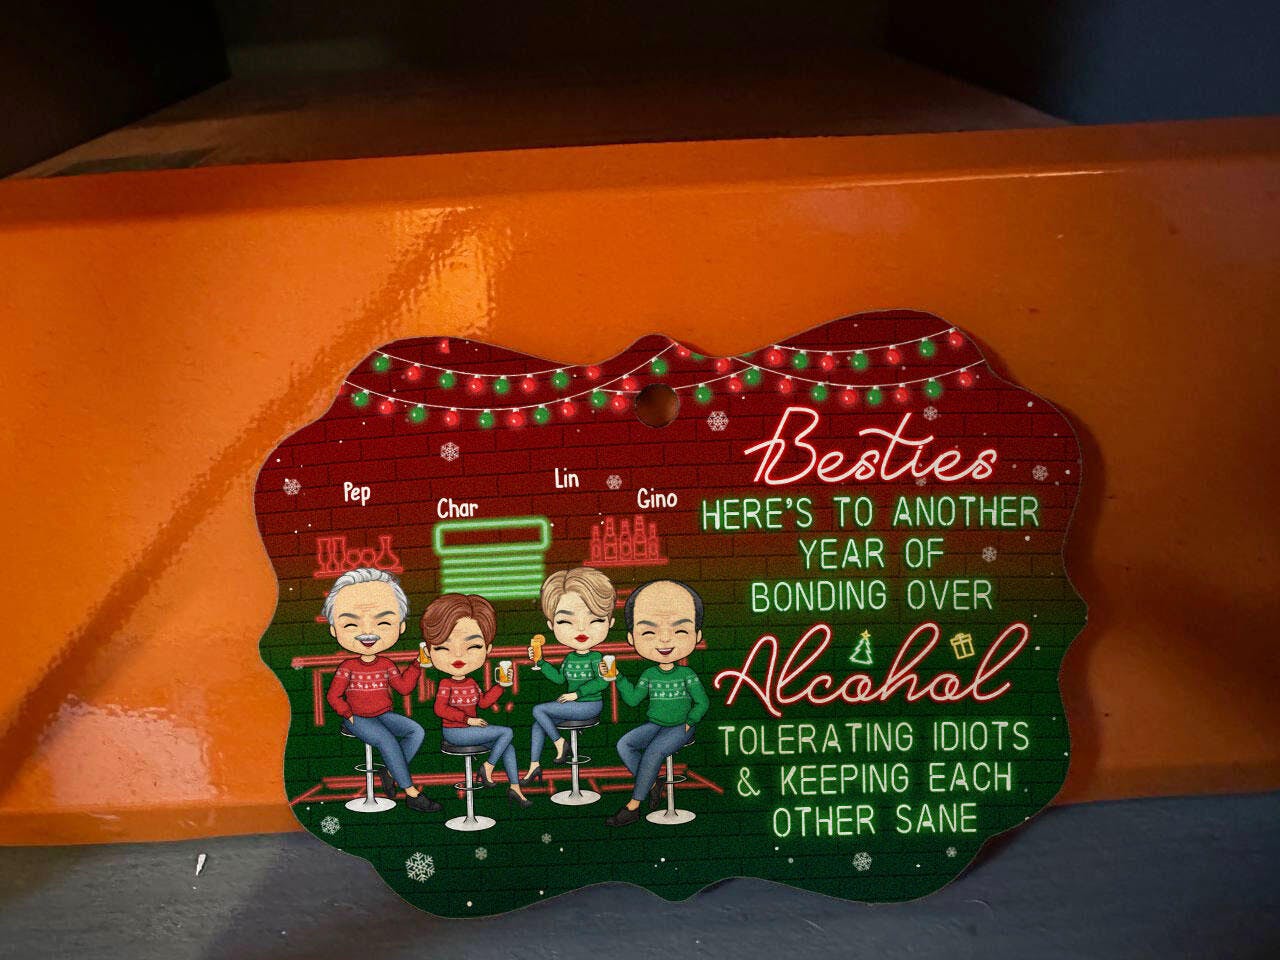 Pep
Char
Lin
Gino
Besties
HERE'S TO ANOTHER
YEAR OF
BONDING OVER
Alcohol
TOLERATING IDIOTS
& KEEPING EACH
OTHER SANE